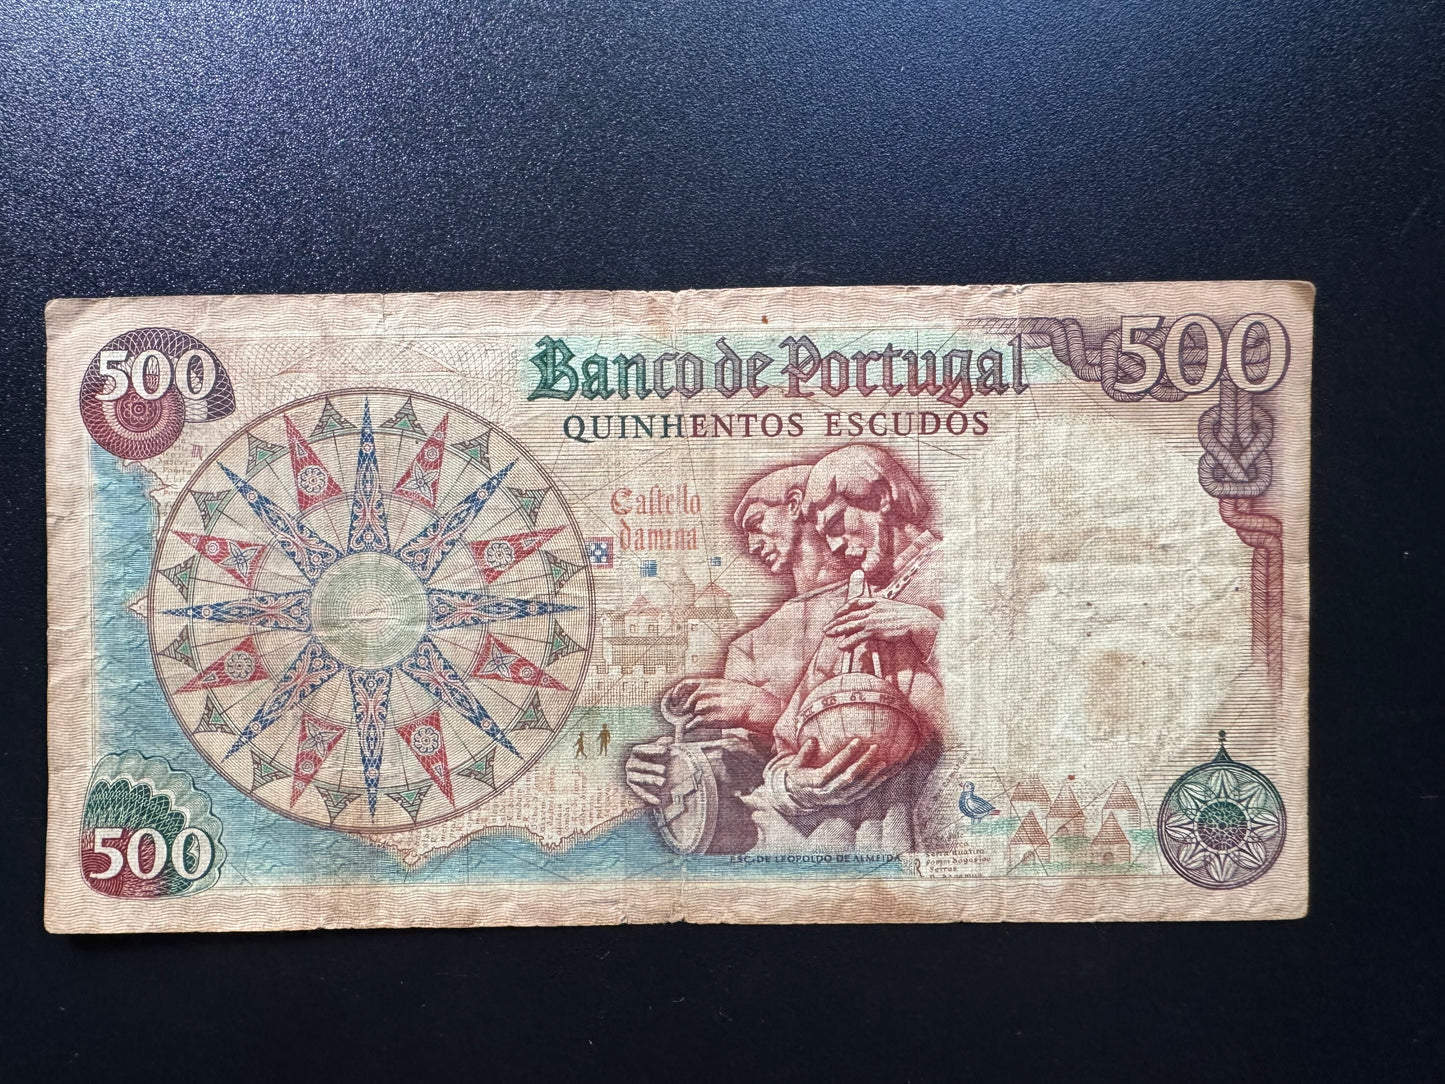 500
Banco de Portugal
500
QUINHENTOS ESCUDOS
Castello
damina
500
ESC. DE LEOPOLDO DE ALMEIDA